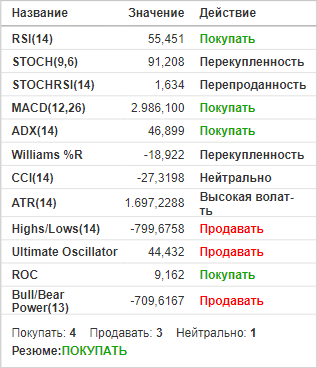 Название Значение Действие
RSI(14) 55,451 Покупать
STOCH(9,6) 91,208 Перекупленность
STOCHRSI(14) 1,634 Перепроданность
MACD(12,26) 2.986,100 Покупать
ADX(14) 46,899 Покупать
Williams %R -18,922 Перекупленность
CCI(14) -27,3198 Нейтрально
ATR(14) 1.697,2288 Высокая волат-
ть
Highs/Lows(14) -799,6758 Продавать
Ultimate Oscillator 44,432 Продавать
ROC 9,162 Покупать
Bull/Bear
Power(13) -709,6167 Продавать
Покупать: 4 Продавать: 3 Нейтрально: 1
Резюме:ПОКУПАТЬ